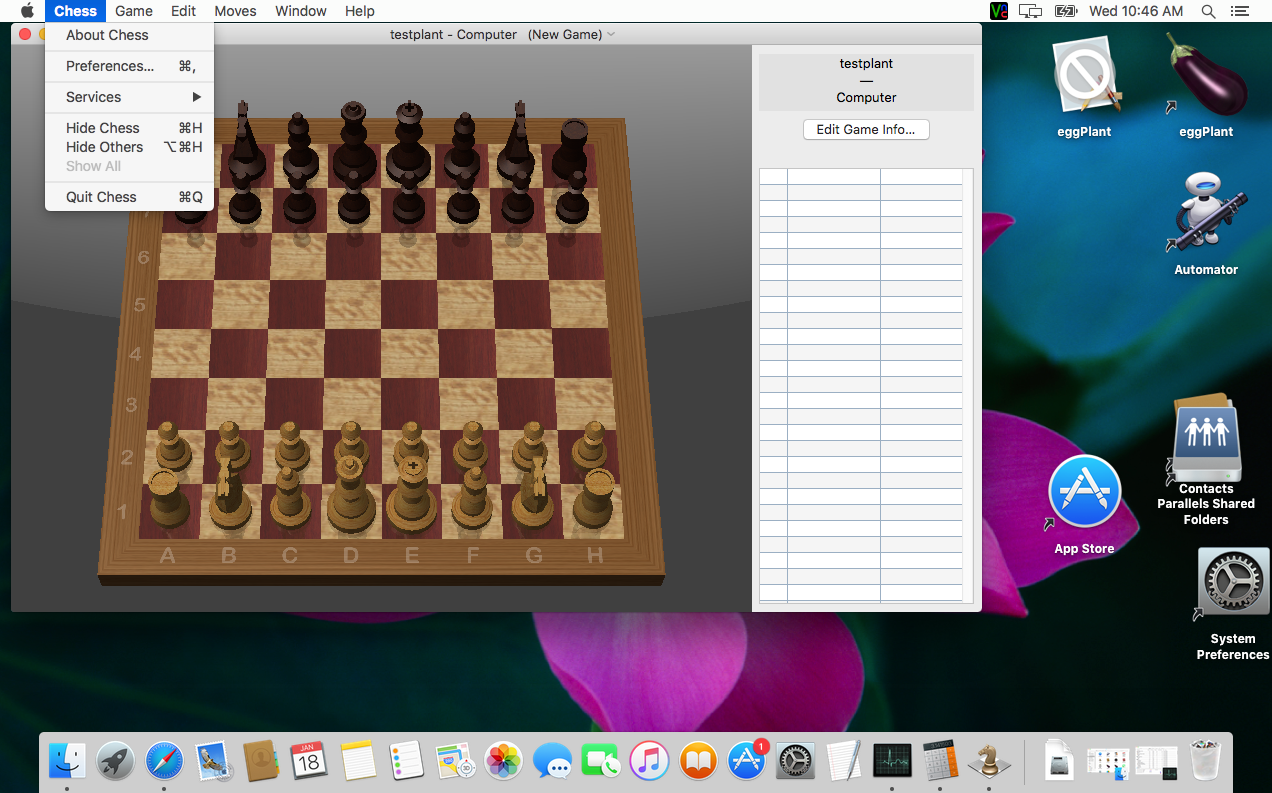 Chess Game Edit Moves Window Help Wed 10:46 AM
testplant - Computer (New Game)
About Chess
Preferences... ⌘,
Services ▶
Hide Chess ⌘H
Hide Others ⌥⌘H
Show All
Quit Chess ⌘Q
testplant
—
Computer
Edit Game Info...
6
5
4
3
2
1
A B C D E F G H
eggPlant
eggPlant
Automator
Contacts
Parallels Shared
Folders
App Store
System
Preferences
JAN
18
3D
1